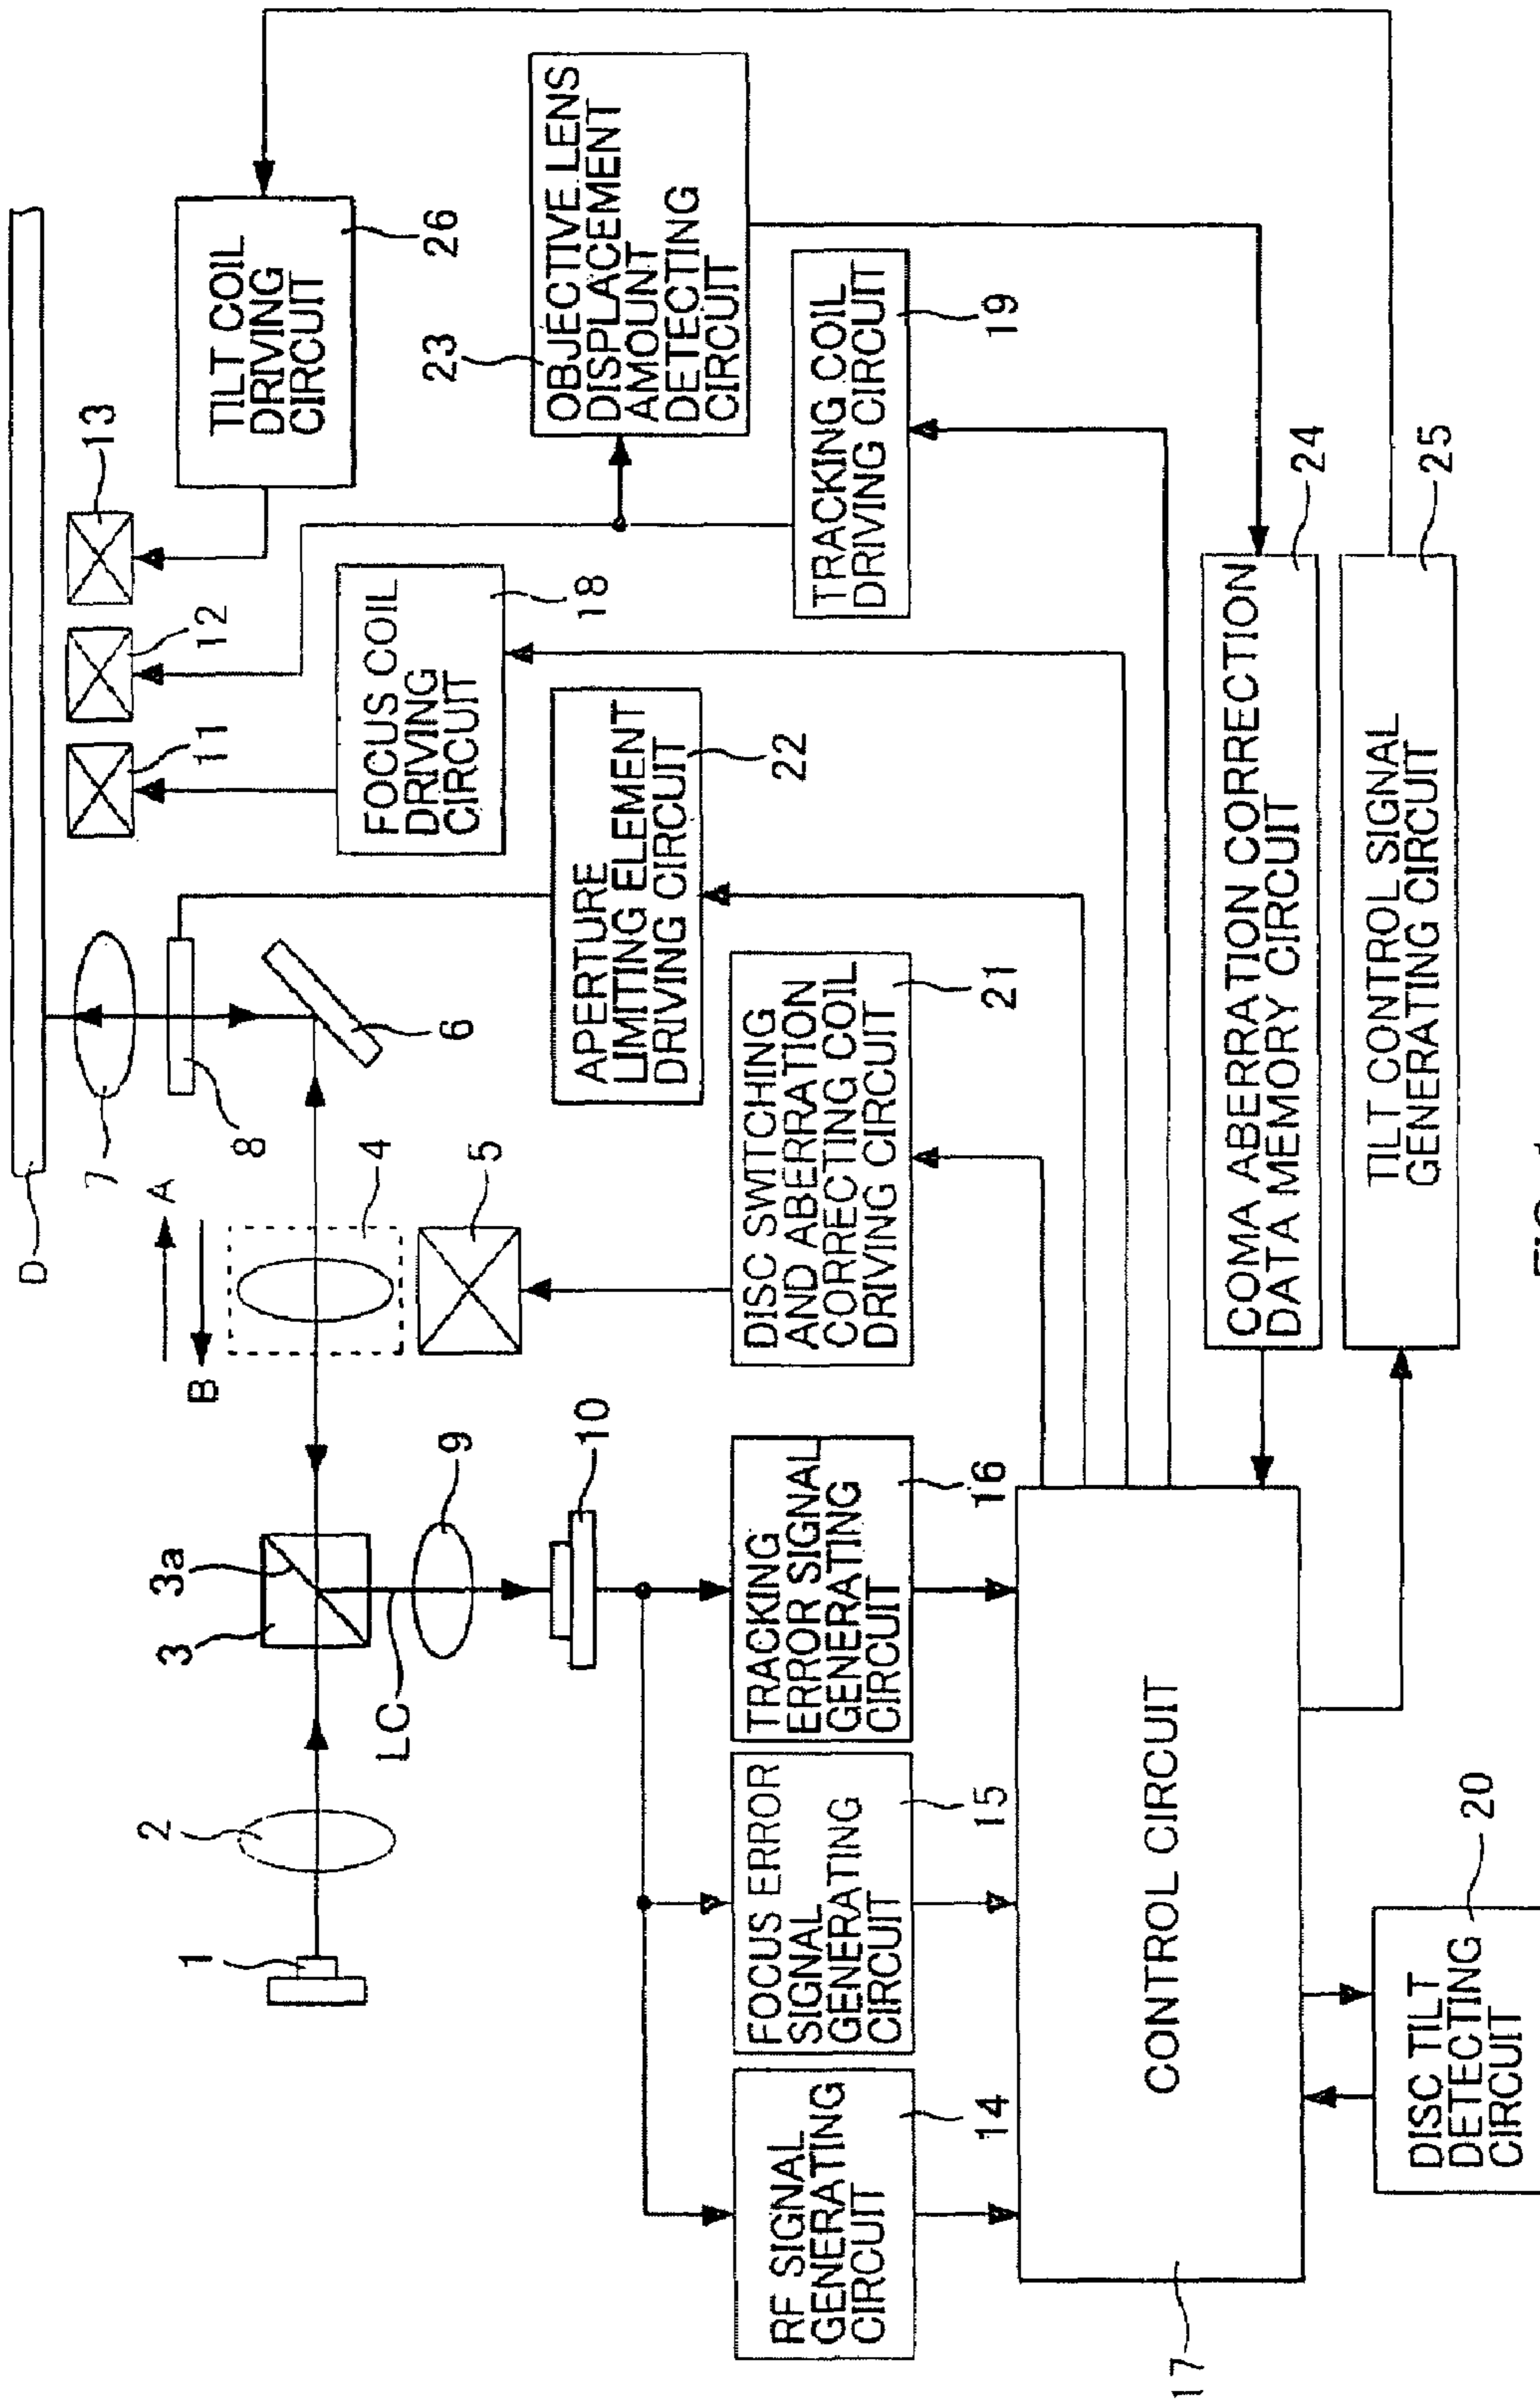 D
A
B
7
8
6
4
5
11
12
13
TILT COIL
DRIVING
CIRCUIT
26
1
2
3
3a
LC
9
10
FOCUS COIL
DRIVING
CIRCUIT
18
23
OBJECTIVE LENS
DISPLACEMENT
AMOUNT
DETECTING
CIRCUIT
APERTURE
LIMITING ELEMENT
DRIVING CIRCUIT
22
TRACKING COIL
DRIVING CIRCUIT
19
RF SIGNAL
GENERATING
CIRCUIT
14
FOCUS ERROR
SIGNAL
GENERATING
CIRCUIT
15
TRACKING
ERROR SIGNAL
GENERATING
CIRCUIT
16
DISC SWITCHING
AND ABERRATION
CORRECTING COIL
DRIVING CIRCUIT
21
CONTROL CIRCUIT
17
COMA ABERRATION CORRECTION
DATA MEMORY CIRCUIT
24
TILT CONTROL SIGNAL
GENERATING CIRCUIT
25
DISC TILT
DETECTING
CIRCUIT
20